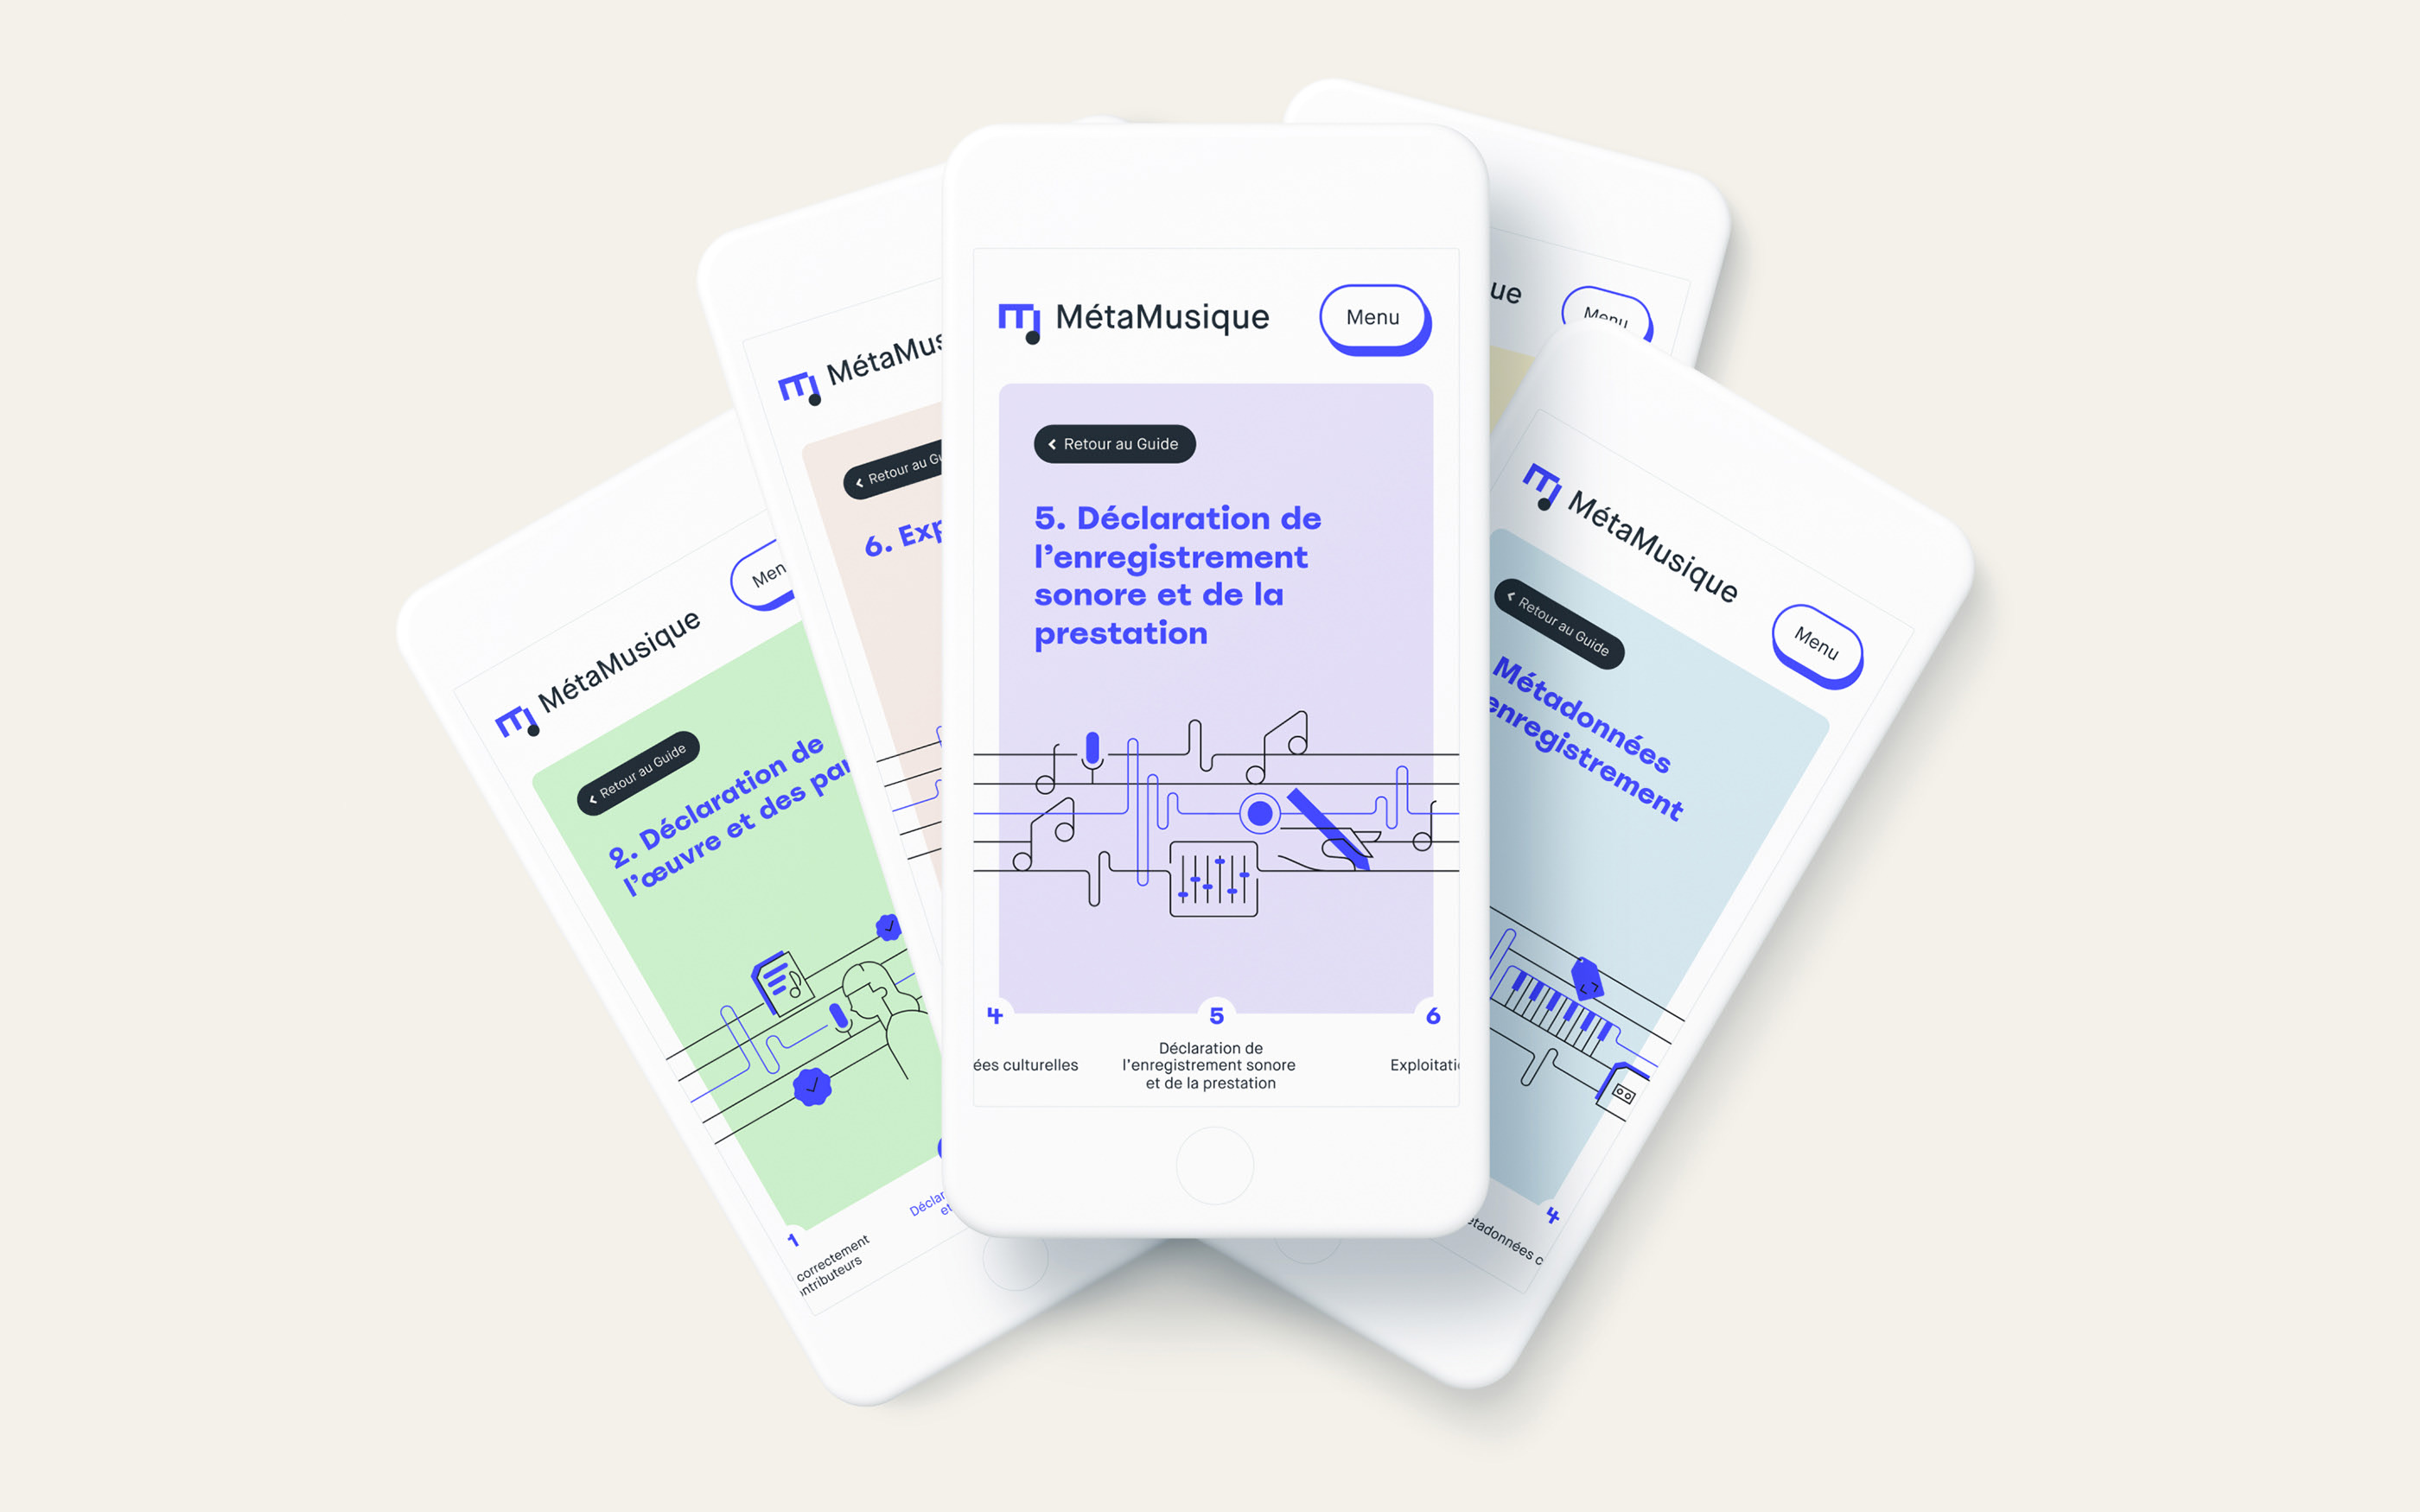 MétaMusique
Menu
Retour au Guide
5. Déclaration de
l’enregistrement
sonore et de la
prestation
4
5
6
ées culturelles
Déclaration de
l’enregistrement sonore
et de la prestation
Exploitati
MétaMusique
Men
Retour au Guide
2. Déclaration de
l’œuvre et des par
1
correctement
ntributeurs
Déclar
et
MétaMus
Retour au Gu
6. Exp
que
Menu
MétaMusique
Menu
Retour au Guide
Métadonnées
enregistrement
4
étadonnées c